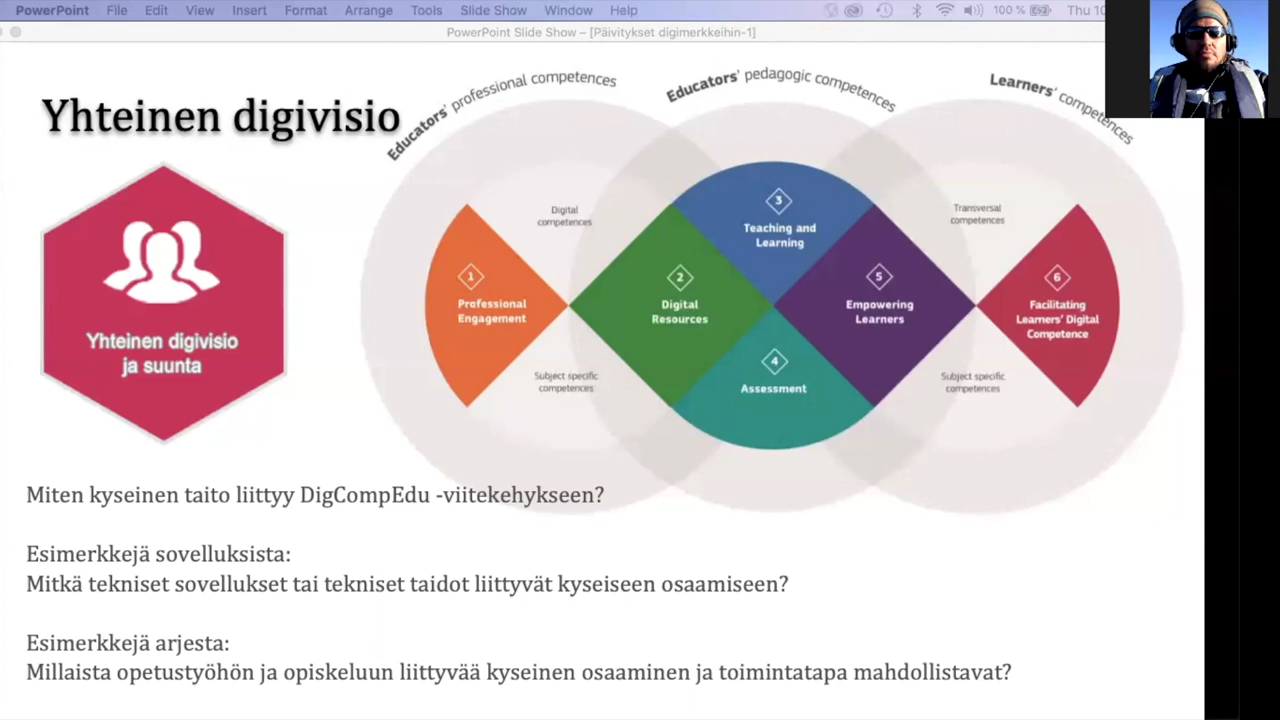 PowerPoint File Edit View Insert Format Arrange Tools Slide Show Window Help 100 % Thu
PowerPoint Slide Show – [Päivitykset digimerkkeihin-1]
Yhteinen digivisio
Yhteinen digivisio
ja suunta
Educators' professional competences
Educators' pedagogic competences
Learners' competences
Digital
competences
Transversal
competences
1
Professional
Engagement
2
Digital
Resources
3
Teaching and
Learning
4
Assessment
5
Empowering
Learners
6
Facilitating
Learners' Digital
Competence
Subject specific
competences
Subject specific
competences
Miten kyseinen taito liittyy DigCompEdu -viitekehykseen?
Esimerkkejä sovelluksista:
Mitkä tekniset sovellukset tai tekniset taidot liittyvät kyseiseen osaamiseen?
Esimerkkejä arjesta:
Millaista opetustyöhön ja opiskeluun liittyvää kyseinen osaaminen ja toimintatapa mahdollistavat?